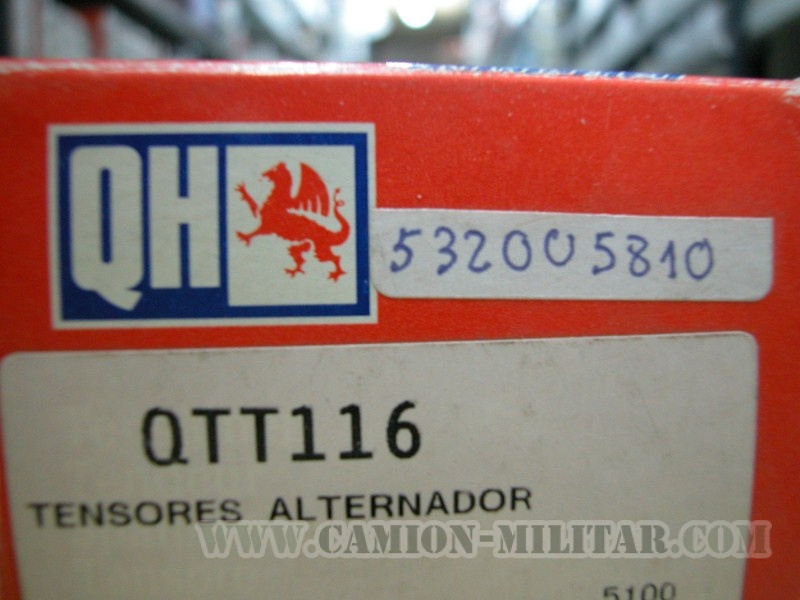 QH
532005810
QTT116
TENSORES ALTERNADOR
WWW.CAMION-MILITAR.COM
5100